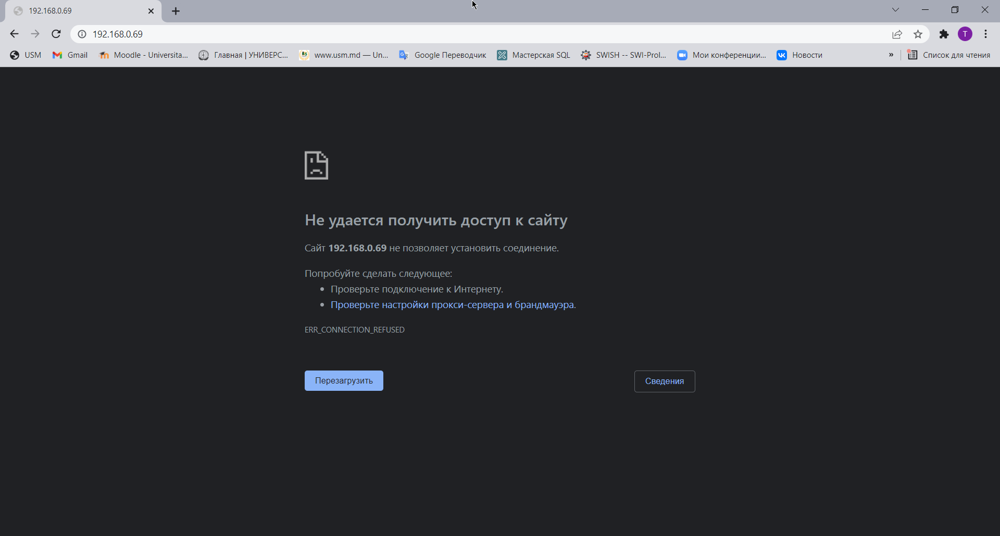 192.168.0.69
192.168.0.69
T
USM
Gmail
Moodle - Universita...
Главная | УНИВЕРС...
www.usm.md — Un...
Google Переводчик
Мастерская SQL
SWISH -- SWI-Prol...
Мои конференции...
Новости
»
Список для чтения
Не удается получить доступ к сайту
Сайт 192.168.0.69 не позволяет установить соединение.
Попробуйте сделать следующее:
• Проверьте подключение к Интернету.
• Проверьте настройки прокси-сервера и брандмауэра.
ERR_CONNECTION_REFUSED
Перезагрузить
Сведения